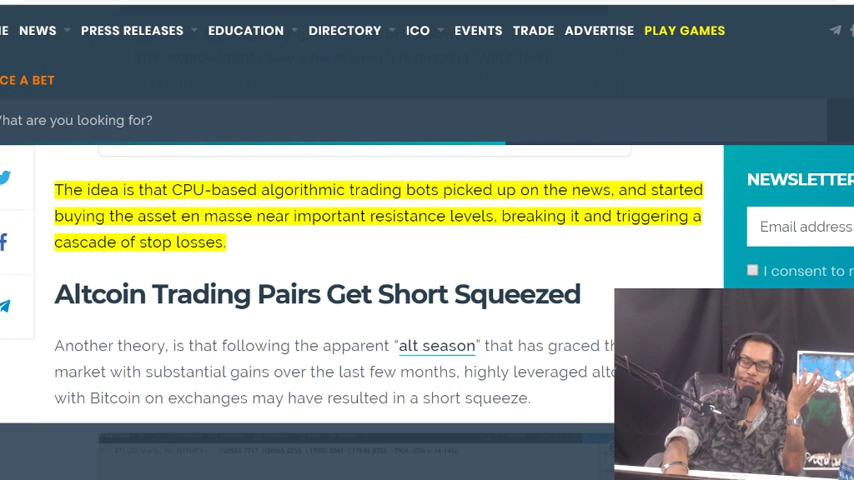 NEWS PRESS RELEASES EDUCATION DIRECTORY ICO EVENTS TRADE ADVERTISE PLAY GAMES
A BET
hat are you looking for?
The idea is that CPU-based algorithmic trading bots picked up on the news, and started
buying the asset en masse near important resistance levels, breaking it and triggering a
cascade of stop losses.
NEWSLETTER
Email address
I consent to r
Altcoin Trading Pairs Get Short Squeezed
Another theory, is that following the apparent “alt season” that has graced th
market with substantial gains over the last few months, highly leveraged altc
with Bitcoin on exchanges may have resulted in a short squeeze.